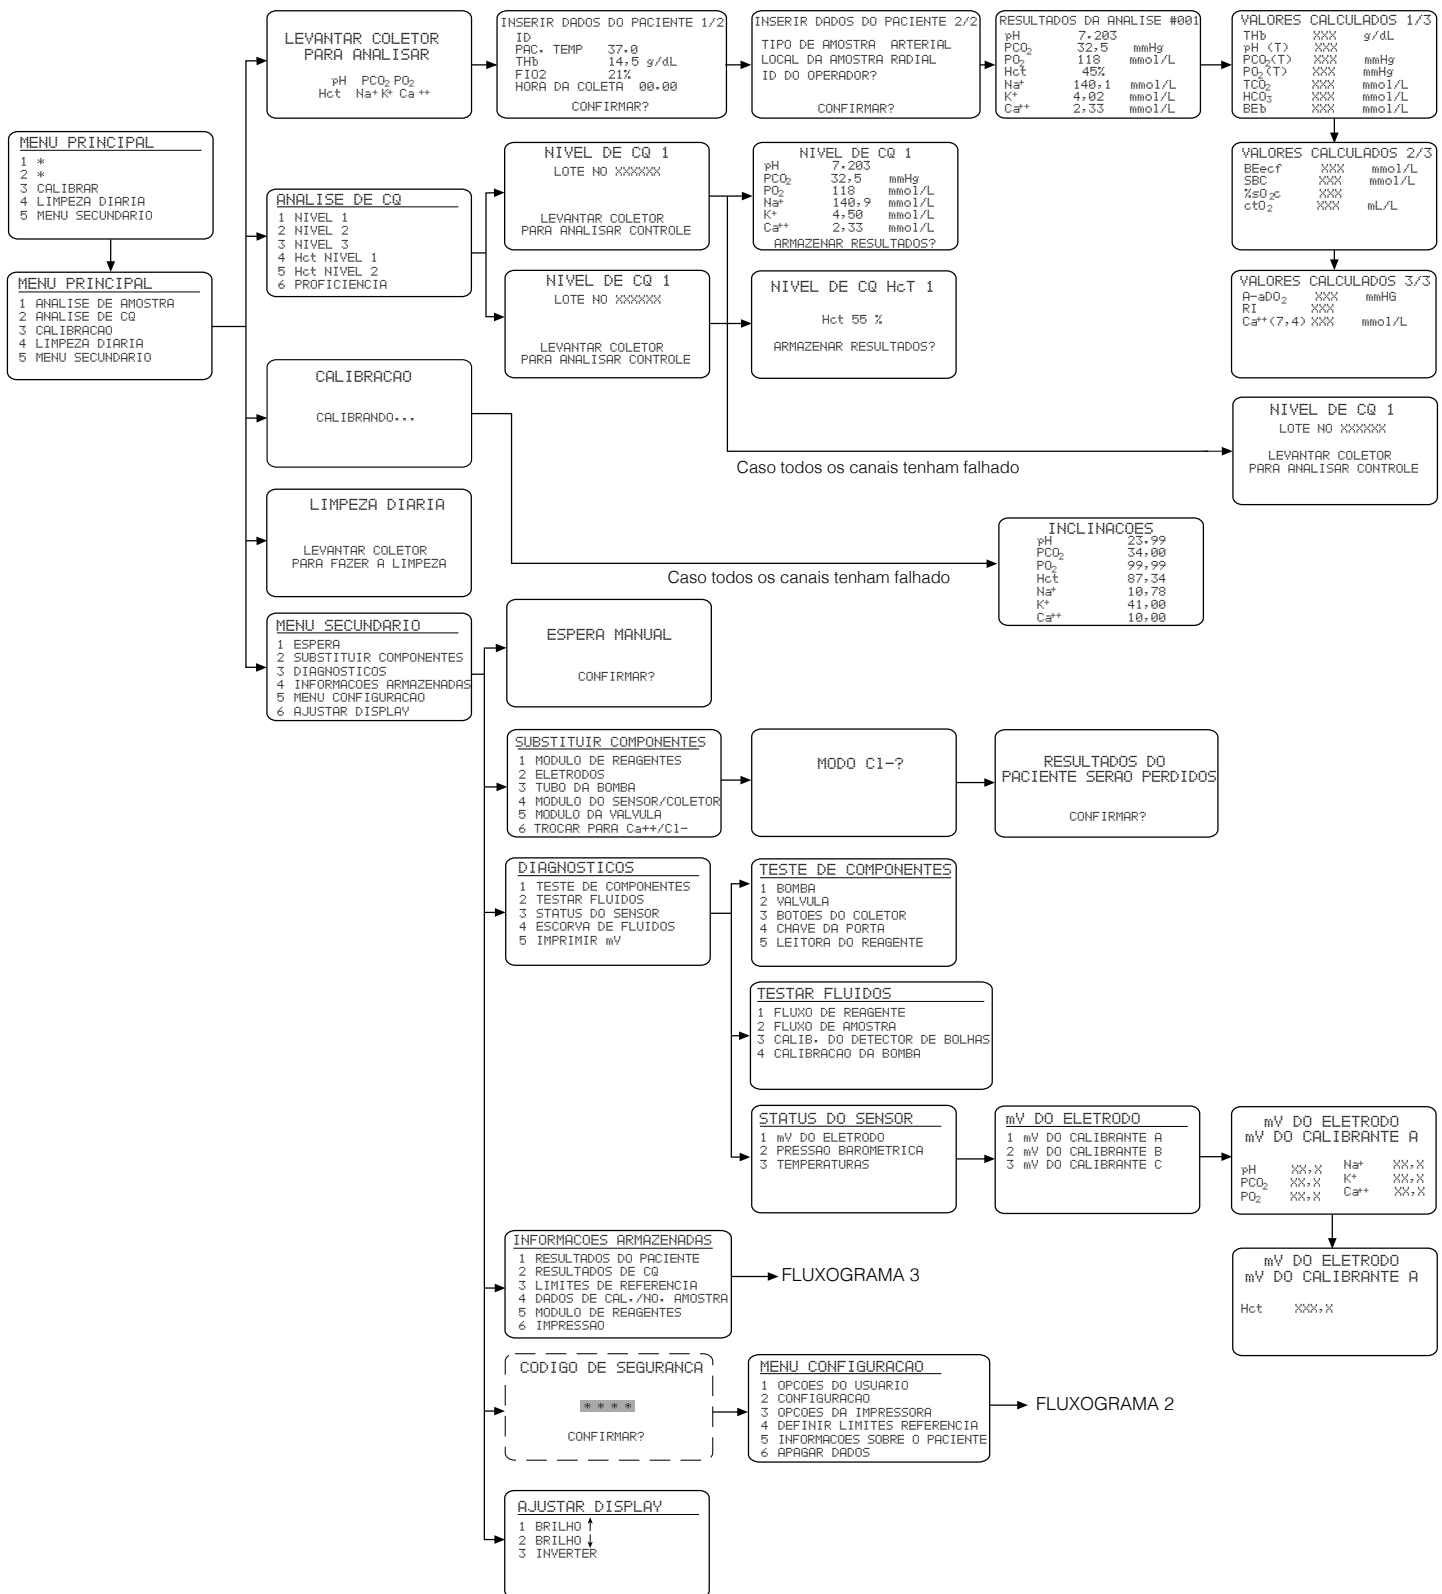 MENU PRINCIPAL
1 *
2 *
3 CALIBRAR
4 LIMPEZA DIARIA
5 MENU SECUNDARIO
MENU PRINCIPAL
1 ANALISE DE AMOSTRA
2 ANALISE DE CQ
3 CALIBRACAO
4 LIMPEZA DIARIA
5 MENU SECUNDARIO
LEVANTAR COLETOR
PARA ANALISAR
pH PCO₂ PO₂
Hct Na⁺ K⁺ Ca⁺⁺
INSERIR DADOS DO PACIENTE 1/2
ID
PAC. TEMP 37.0
THb 14,5 g/dL
FIO2 21%
HORA DA COLETA 00.00
CONFIRMAR?
INSERIR DADOS DO PACIENTE 2/2
TIPO DE AMOSTRA ARTERIAL
LOCAL DA AMOSTRA RADIAL
ID DO OPERADOR?
CONFIRMAR?
RESULTADOS DA ANALISE #001
pH 7.203
PCO₂ 32,5 mmHg
PO₂ 118 mmol/L
Hct 45%
Na⁺ 140,1 mmol/L
K⁺ 4,02 mmol/L
Ca⁺⁺ 2,33 mmol/L
VALORES CALCULADOS 1/3
THb XXX g/dL
pH (T) XXX
PCO₂(T) XXX mmHg
PO₂(T) XXX mmHg
TCO₂ XXX mmol/L
HCO₃ XXX mmol/L
BEb XXX mmol/L
VALORES CALCULADOS 2/3
BEecf XXX mmol/L
SBC XXX mmol/L
%sO₂c XXX
ctO₂ XXX mL/L
VALORES CALCULADOS 3/3
A-aDO₂ XXX mmHG
RI XXX
Ca⁺⁺(7,4) XXX mmol/L
ANALISE DE CQ
1 NIVEL 1
2 NIVEL 2
3 NIVEL 3
4 Hct NIVEL 1
5 Hct NIVEL 2
6 PROFICIENCIA
NIVEL DE CQ 1
LOTE NO XXXXXX
LEVANTAR COLETOR
PARA ANALISAR CONTROLE
NIVEL DE CQ 1
pH 7.203
PCO₂ 32,5 mmHg
PO₂ 118 mmol/L
Na⁺ 140,9 mmol/L
K⁺ 4,50 mmol/L
Ca⁺⁺ 2,33 mmol/L
ARMAZENAR RESULTADOS?
NIVEL DE CQ 1
LOTE NO XXXXXX
LEVANTAR COLETOR
PARA ANALISAR CONTROLE
NIVEL DE CQ HcT 1
Hct 55 %
ARMAZENAR RESULTADOS?
Caso todos os canais tenham falhado
NIVEL DE CQ 1
LOTE NO XXXXXX
LEVANTAR COLETOR
PARA ANALISAR CONTROLE
CALIBRACAO
CALIBRANDO...
Caso todos os canais tenham falhado
INCLINACOES
pH 23.99
PCO₂ 34,00
PO₂ 99,99
Hct 87,34
Na⁺ 10,78
K⁺ 41,00
Ca⁺⁺ 10,00
LIMPEZA DIARIA
LEVANTAR COLETOR
PARA FAZER A LIMPEZA
MENU SECUNDARIO
1 ESPERA
2 SUBSTITUIR COMPONENTES
3 DIAGNOSTICOS
4 INFORMACOES ARMAZENADAS
5 MENU CONFIGURACAO
6 AJUSTAR DISPLAY
ESPERA MANUAL
CONFIRMAR?
SUBSTITUIR COMPONENTES
1 MODULO DE REAGENTES
2 ELETRODOS
3 TUBO DA BOMBA
4 MODULO DO SENSOR/COLETOR
5 MODULO DA VALVULA
6 TROCAR PARA Ca++/Cl-
MODO Cl-?
RESULTADOS DO
PACIENTE SERAO PERDIDOS
CONFIRMAR?
DIAGNOSTICOS
1 TESTE DE COMPONENTES
2 TESTAR FLUIDOS
3 STATUS DO SENSOR
4 ESCORVA DE FLUIDOS
5 IMPRIMIR mV
TESTE DE COMPONENTES
1 BOMBA
2 VALVULA
3 BOTOES DO COLETOR
4 CHAVE DA PORTA
5 LEITORA DO REAGENTE
TESTAR FLUIDOS
1 FLUXO DE REAGENTE
2 FLUXO DE AMOSTRA
3 CALIB. DO DETECTOR DE BOLHAS
4 CALIBRACAO DA BOMBA
STATUS DO SENSOR
1 mV DO ELETRODO
2 PRESSAO BAROMETRICA
3 TEMPERATURAS
mV DO ELETRODO
1 mV DO CALIBRANTE A
2 mV DO CALIBRANTE B
3 mV DO CALIBRANTE C
mV DO ELETRODO
mV DO CALIBRANTE A
pH XX,X Na⁺ XX,X
PCO₂ XX,X K⁺ XX,X
PO₂ XX,X Ca⁺⁺ XX,X
mV DO ELETRODO
mV DO CALIBRANTE A
Hct XXX,X
INFORMACOES ARMAZENADAS
1 RESULTADOS DO PACIENTE
2 RESULTADOS DE CQ
3 LIMITES DE REFERENCIA
4 DADOS DE CAL./NO. AMOSTRA
5 MODULO DE REAGENTES
6 IMPRESSAO
FLUXOGRAMA 3
CODIGO DE SEGURANCA
* * * *
CONFIRMAR?
MENU CONFIGURACAO
1 OPCOES DO USUARIO
2 CONFIGURACAO
3 OPCOES DA IMPRESSORA
4 DEFINIR LIMITES REFERENCIA
5 INFORMACOES SOBRE O PACIENTE
6 APAGAR DADOS
FLUXOGRAMA 2
AJUSTAR DISPLAY
1 BRILHO ↑
2 BRILHO ↓
3 INVERTER